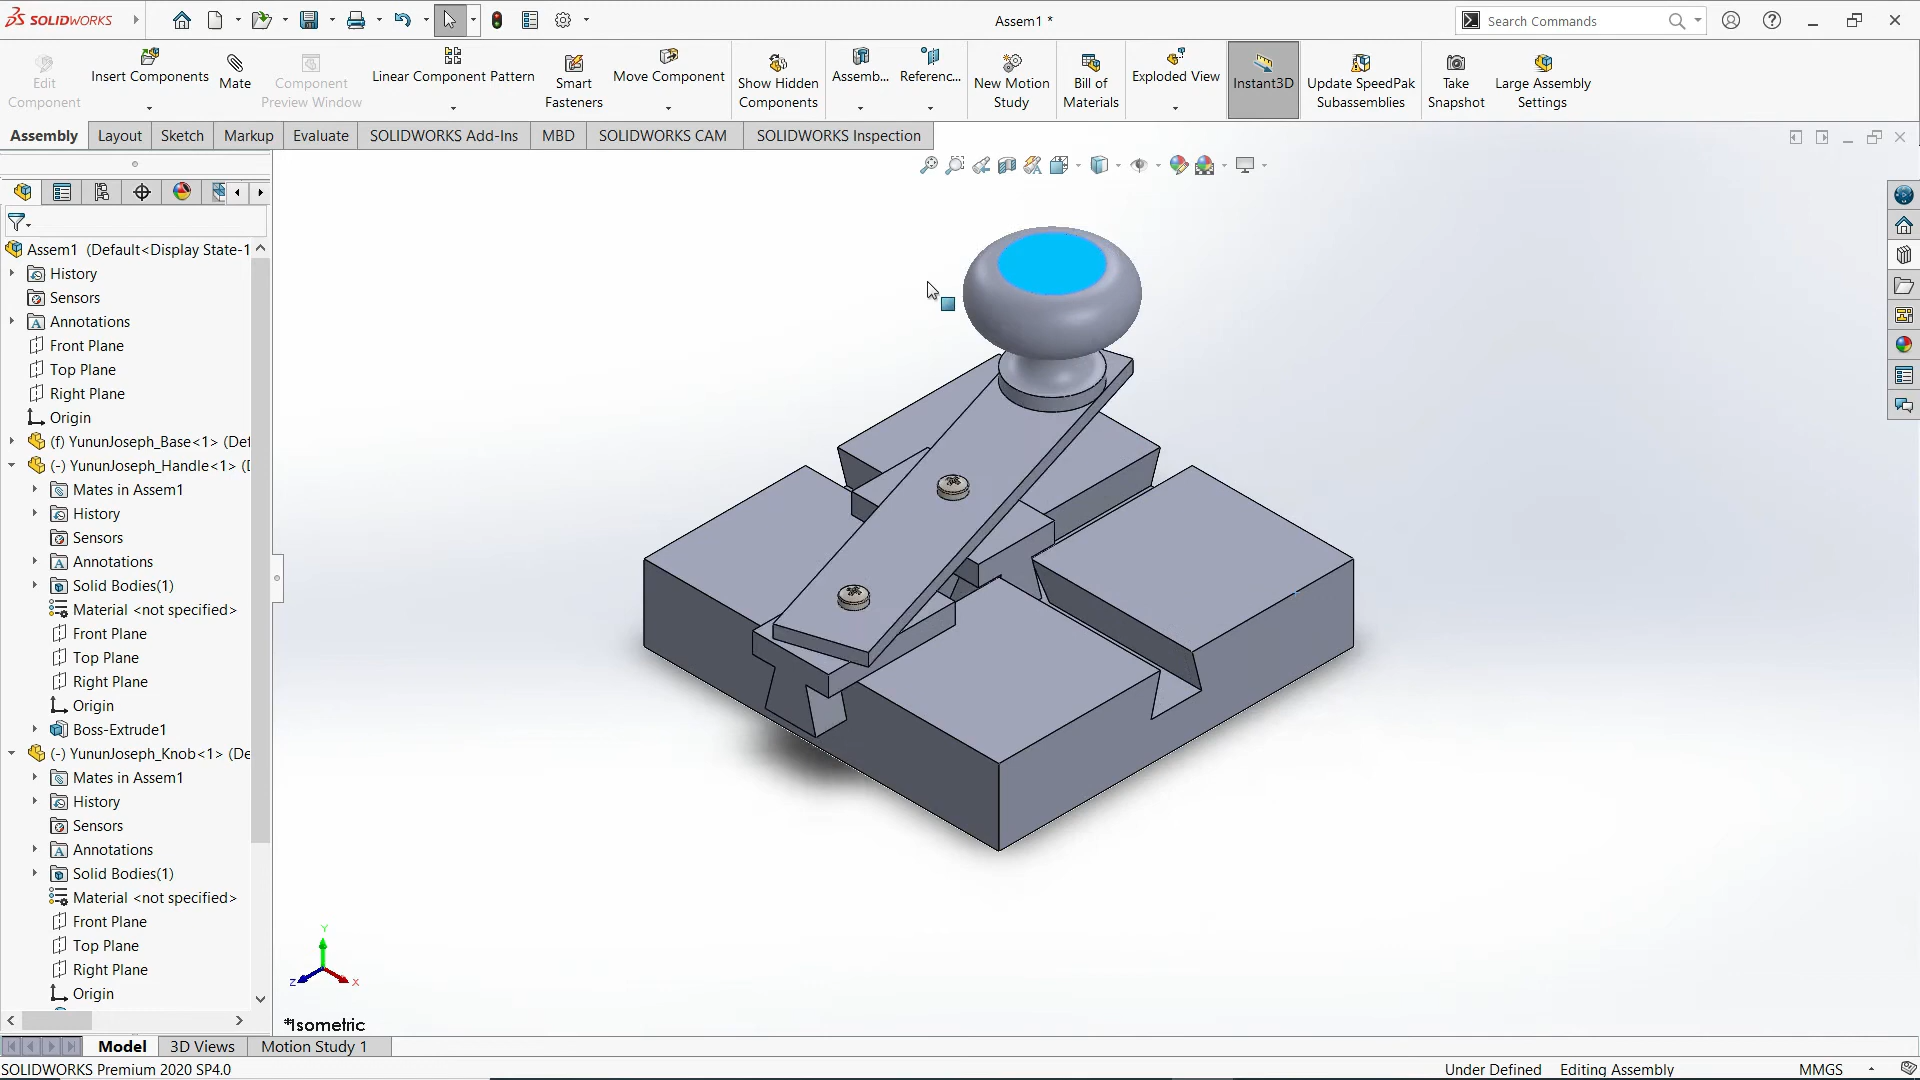 SOLIDWORKS
Assem1 *
Search Commands
Edit Component
Insert Components
Mate
Component Preview Window
Linear Component Pattern
Smart Fasteners
Move Component
Show Hidden Components
Assemb...
Referenc...
New Motion Study
Bill of Materials
Exploded View
Instant3D
Update SpeedPak Subassemblies
Take Snapshot
Large Assembly Settings
Assembly
Layout
Sketch
Markup
Evaluate
SOLIDWORKS Add-Ins
MBD
SOLIDWORKS CAM
SOLIDWORKS Inspection
Assem1 (Default<Display State-1
History
Sensors
Annotations
Front Plane
Top Plane
Right Plane
Origin
(f) YununJoseph_Base<1> (Def
(-) YununJoseph_Handle<1> (D
Mates in Assem1
History
Sensors
Annotations
Solid Bodies(1)
Material <not specified>
Front Plane
Top Plane
Right Plane
Origin
Boss-Extrude1
(-) YununJoseph_Knob<1> (De
Mates in Assem1
History
Sensors
Annotations
Solid Bodies(1)
Material <not specified>
Front Plane
Top Plane
Right Plane
Origin
Y
Z
X
*Isometric
Model
3D Views
Motion Study 1
SOLIDWORKS Premium 2020 SP4.0
Under Defined
Editing Assembly
MMGS